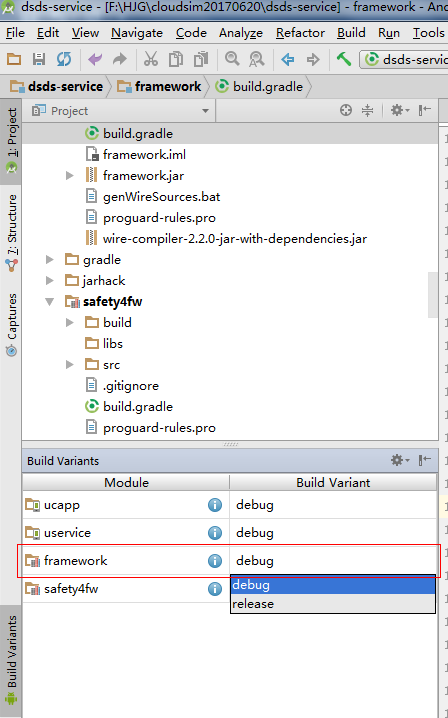 dsds-service - [F:\HJG\cloudsim20170620\dsds-service] - framework - And
File Edit View Navigate Code Analyze Refactor Build Run Tools
dsds-servic
dsds-service framework build.gradle
1: Project
7: Structure
Captures
Build Variants
Project
build.gradle
framework.iml
framework.jar
genWireSources.bat
proguard-rules.pro
wire-compiler-2.2.0-jar-with-dependencies.jar
gradle
jarhack
safety4fw
build
libs
src
.gitignore
build.gradle
proguard-rules.pro
Build Variants
Module Build Variant
ucapp debug
uservice debug
framework debug
safety4fw
debug
release